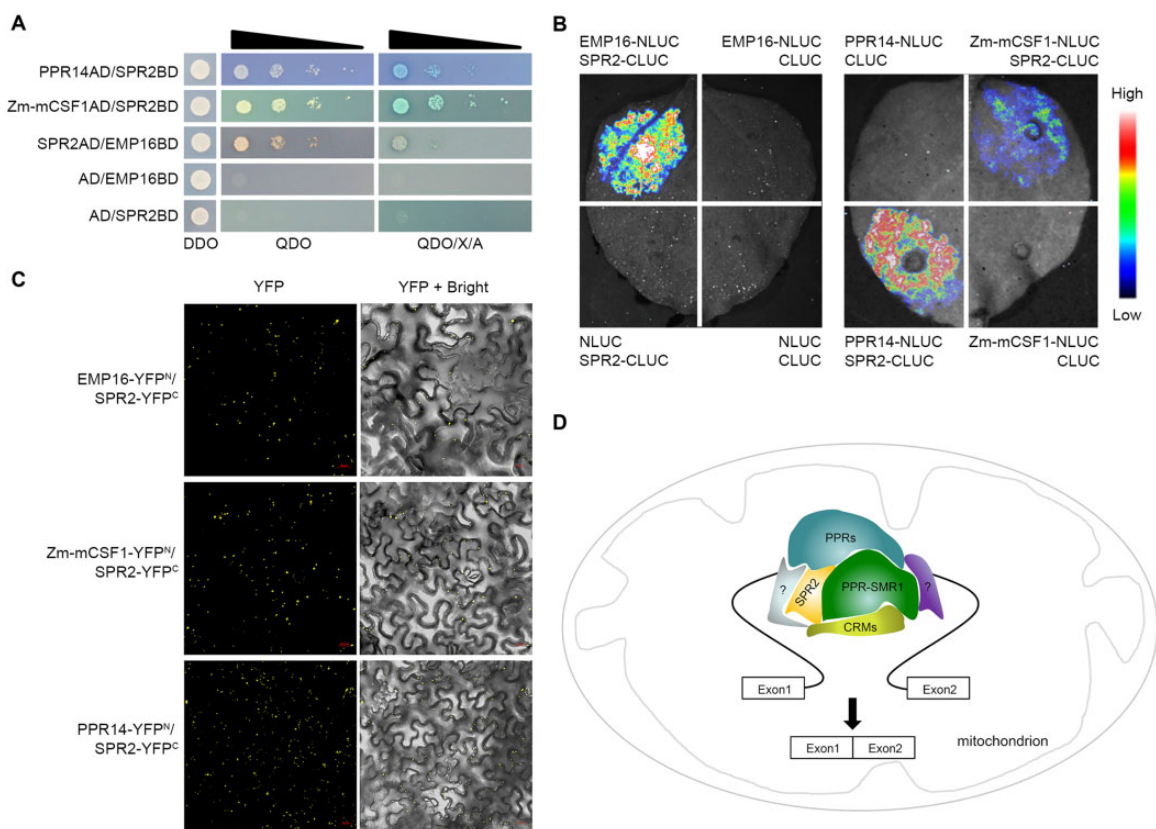 A
PPR14AD/SPR2BD
Zm-mCSF1AD/SPR2BD
SPR2AD/EMP16BD
AD/EMP16BD
AD/SPR2BD
DDO
QDO
QDO/X/A
B
EMP16-NLUC
SPR2-CLUC
EMP16-NLUC
CLUC
PPR14-NLUC
CLUC
Zm-mCSF1-NLUC
SPR2-CLUC
High
Low
NLUC
SPR2-CLUC
NLUC
CLUC
PPR14-NLUC
SPR2-CLUC
Zm-mCSF1-NLUC
CLUC
C
YFP
YFP + Bright
EMP16-YFPᴺ/
SPR2-YFPᶜ
Zm-mCSF1-YFPᴺ/
SPR2-YFPᶜ
PPR14-YFPᴺ/
SPR2-YFPᶜ
D
PPRs
?
SPR2
PPR-SMR1
?
CRMs
Exon1
Exon2
Exon1
Exon2
mitochondrion